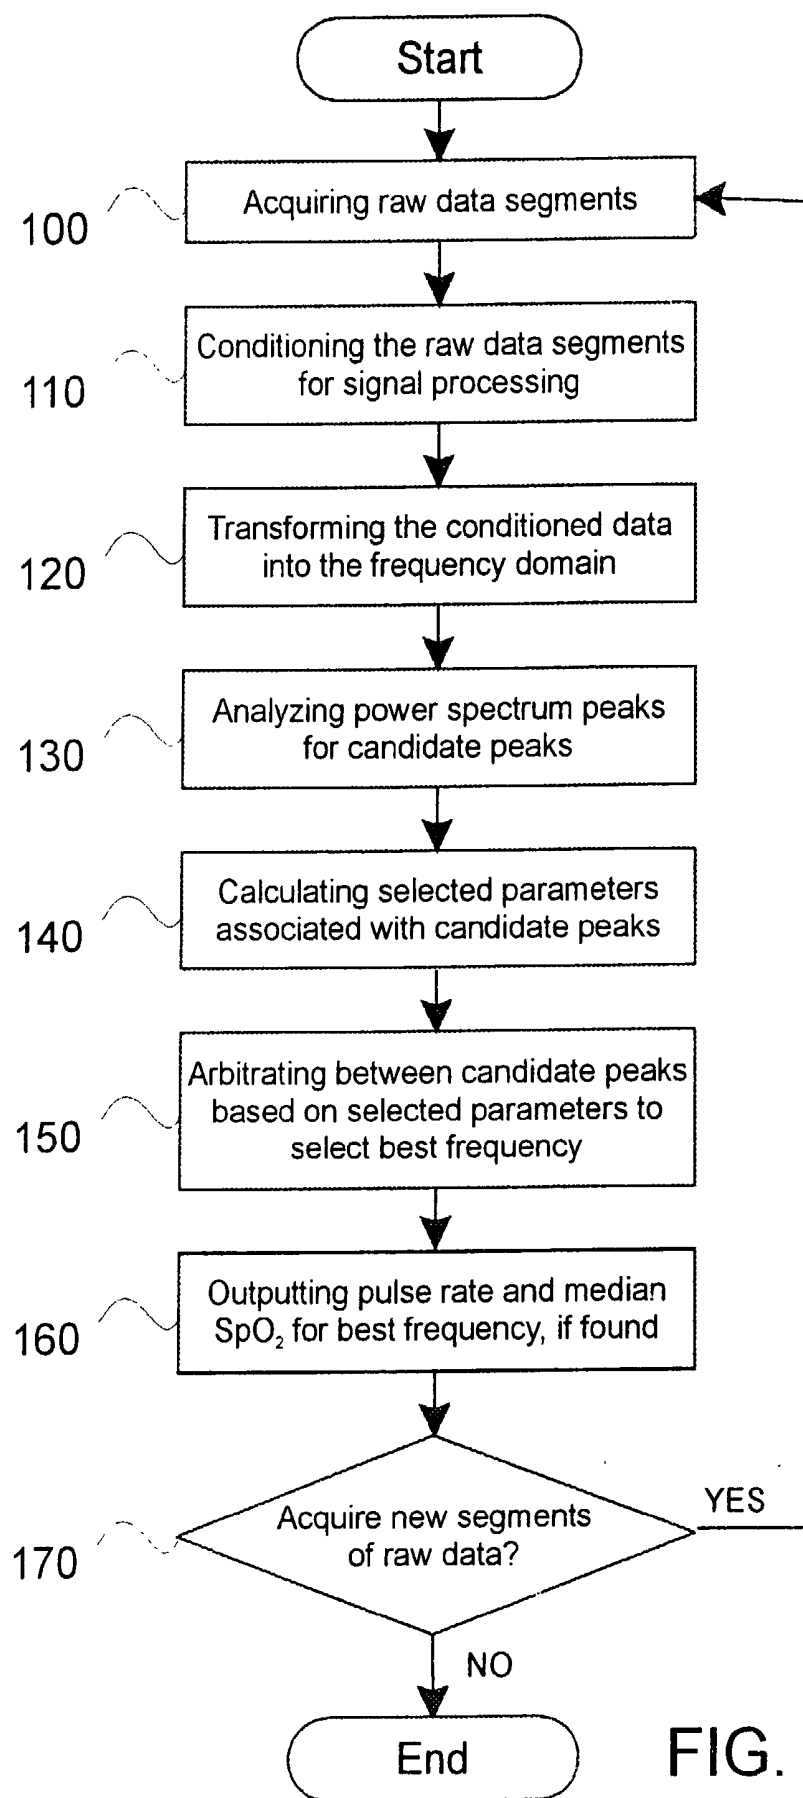 Start
Acquiring raw data segments
100
Conditioning the raw data segments
for signal processing
110
Transforming the conditioned data
into the frequency domain
120
Analyzing power spectrum peaks
for candidate peaks
130
Calculating selected parameters
associated with candidate peaks
140
Arbitrating between candidate peaks
based on selected parameters to
select best frequency
150
Outputting pulse rate and median
SpO₂ for best frequency, if found
160
Acquire new segments
of raw data?
YES
170
NO
End
FIG.